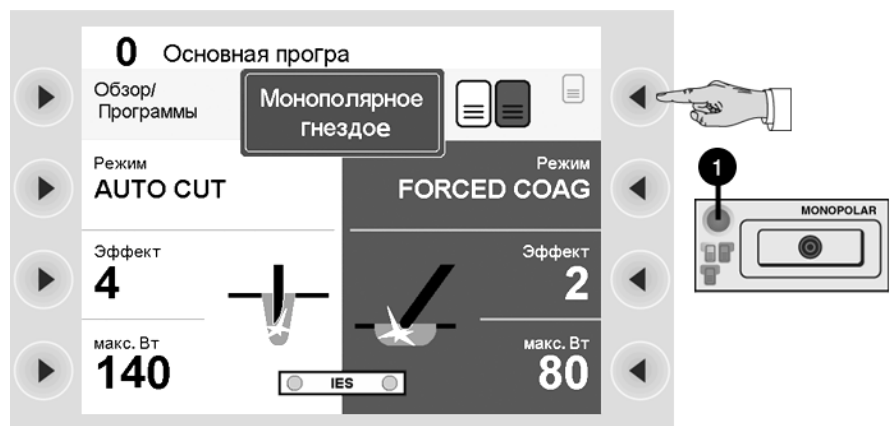 0 Основная програ
Обзор/
Программы
Монополярное
гнездое
Режим
AUTO CUT
Режим
FORCED COAG
Эффект
4
Эффект
2
макс. Вт
140
макс. Вт
80
IES
1
MONOPOLAR